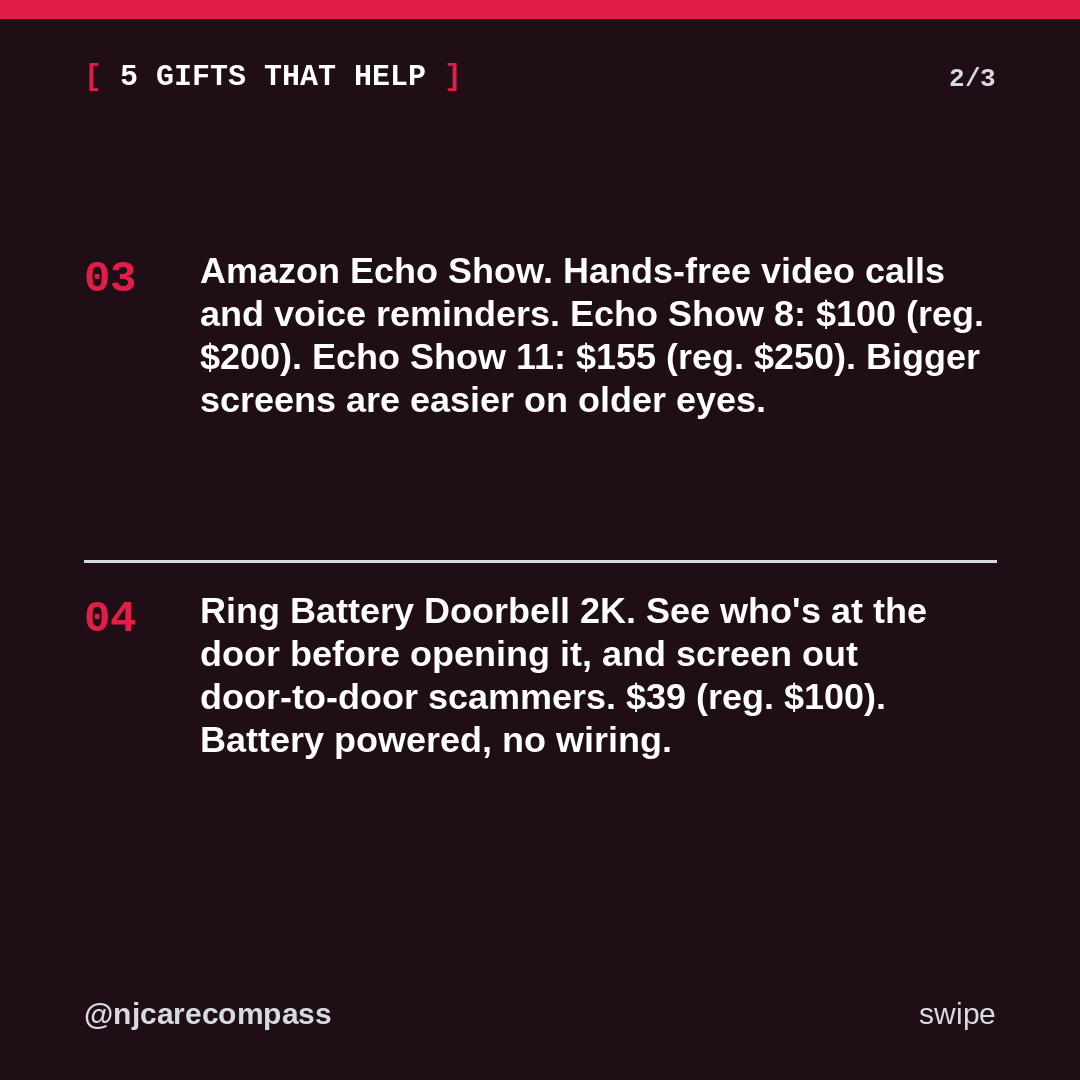 [ 5 GIFTS THAT HELP ]
2/3
03
Amazon Echo Show. Hands-free video calls
and voice reminders. Echo Show 8: $100 (reg.
$200). Echo Show 11: $155 (reg. $250). Bigger
screens are easier on older eyes.
04
Ring Battery Doorbell 2K. See who's at the
door before opening it, and screen out
door-to-door scammers. $39 (reg. $100).
Battery powered, no wiring.
@njcarecompass
swipe